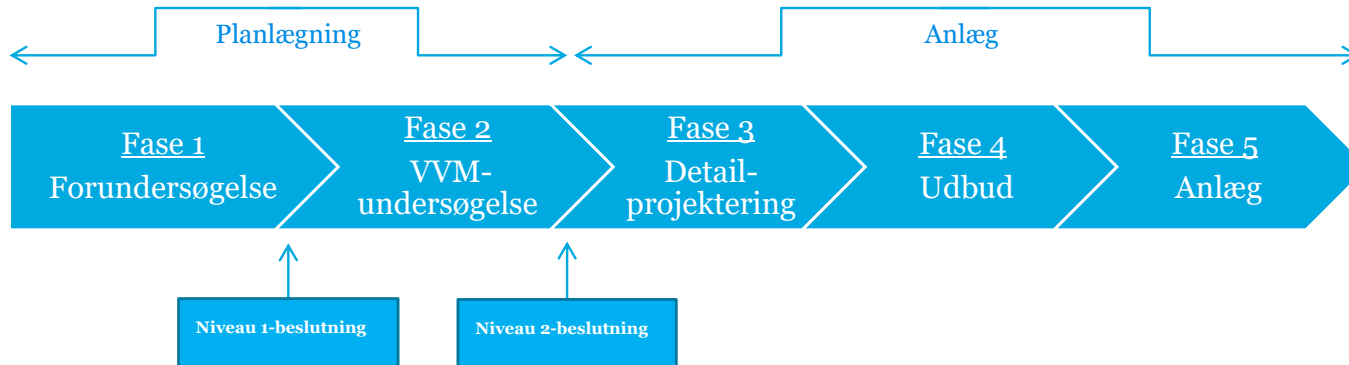 Planlægning
Anlæg
Fase 1
Forundersøgelse
Fase 2
VVM-
undersøgelse
Fase 3
Detail-
projektering
Fase 4
Udbud
Fase 5
Anlæg
Niveau 1-beslutning
Niveau 2-beslutning